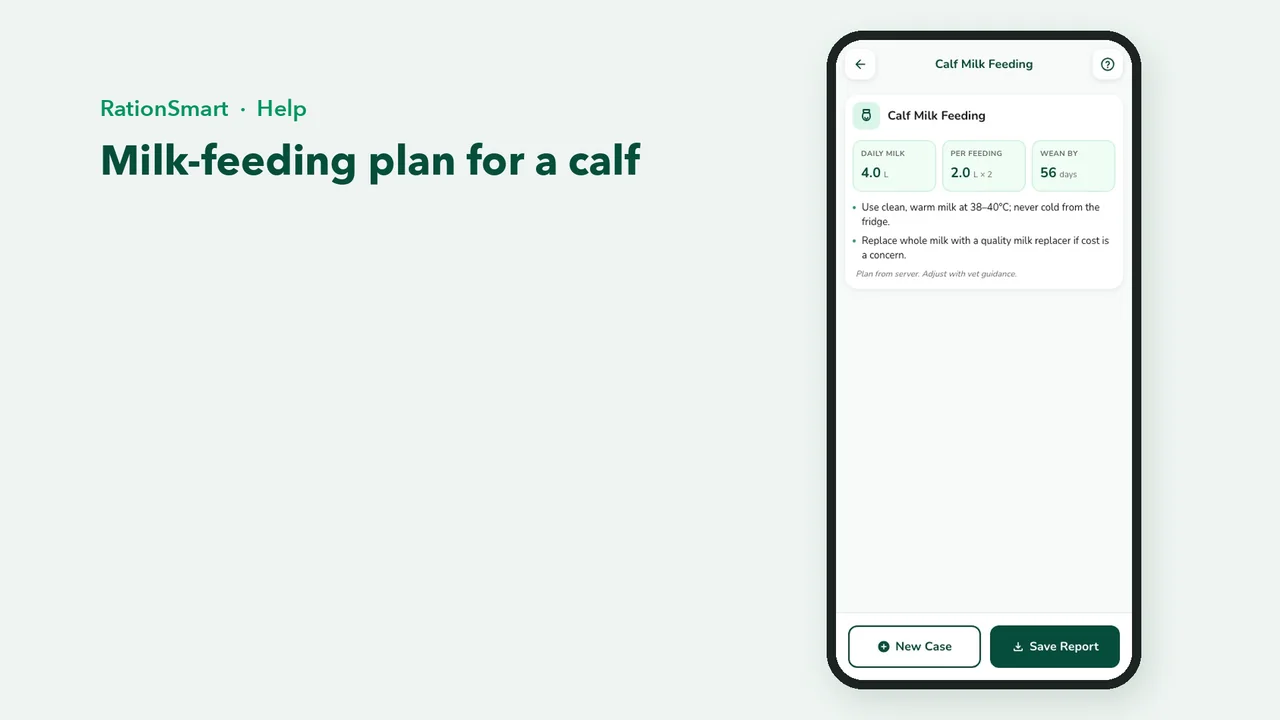 RationSmart · Help
Milk-feeding plan for a calf
Calf Milk Feeding
Calf Milk Feeding
DAILY MILK
4.0 L
PER FEEDING
2.0 L × 2
WEAN BY
56 days
• Use clean, warm milk at 38–40°C; never cold from the
fridge.
• Replace whole milk with a quality milk replacer if cost is
a concern.
Plan from server. Adjust with vet guidance.
New Case
Save Report